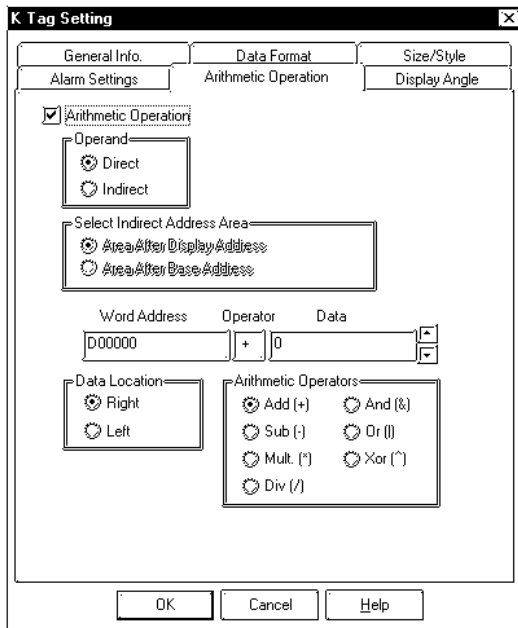 K Tag Setting
General Info. Data Format Size/Style
Alarm Settings Arithmetic Operation Display Angle
Arithmetic Operation
Operand
Direct
Indirect
Select Indirect Address Area
Area After Display Address
Area After Base Address
Word Address Operator Data
D00000 + 0
Data Location
Right
Left
Arithmetic Operators
Add (+) And (&)
Sub (-) Or (|)
Mult. (*) Xor (^)
Div (/)
OK Cancel Help